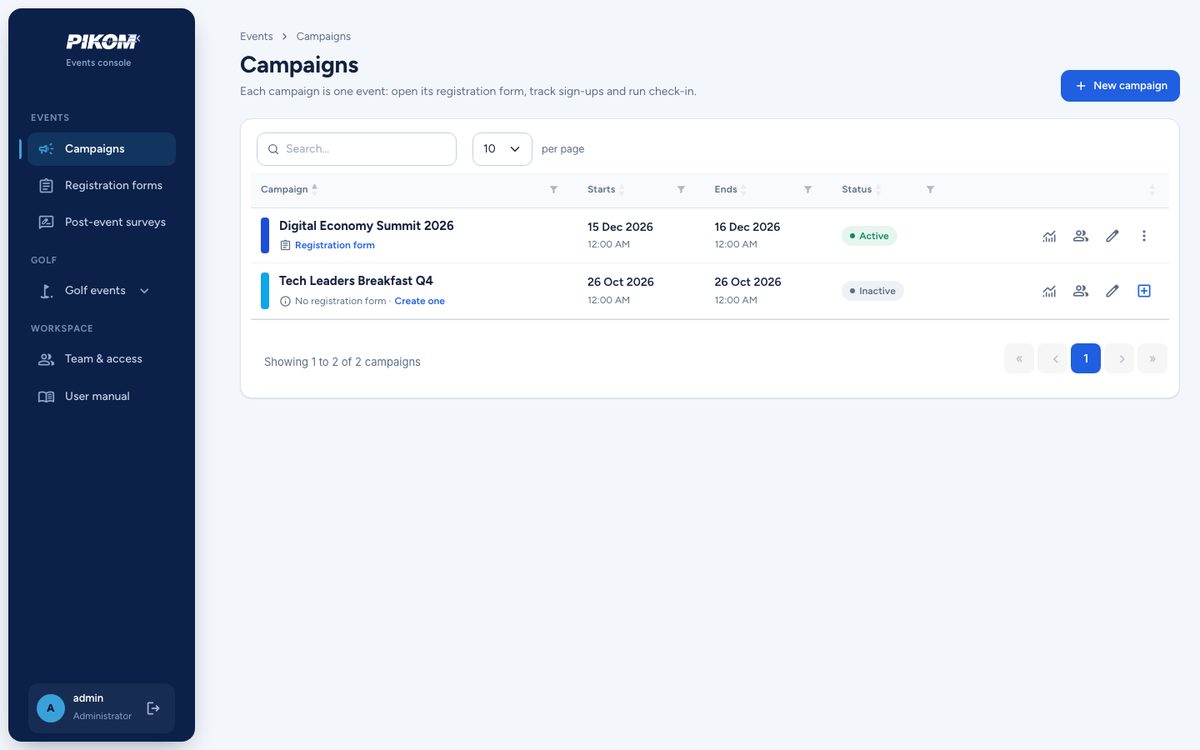 PIKOM
Events console
EVENTS
Campaigns
Registration forms
Post-event surveys
GOLF
Golf events
WORKSPACE
Team & access
User manual
A
admin
Administrator
Events > Campaigns
Campaigns
Each campaign is one event: open its registration form, track sign-ups and run check-in.
+ New campaign
Search...
10 per page
Campaign Starts Ends Status
Digital Economy Summit 2026 15 Dec 2026 16 Dec 2026 Active
Registration form 12:00 AM 12:00 AM
Tech Leaders Breakfast Q4 26 Oct 2026 26 Oct 2026 Inactive
No registration form · Create one 12:00 AM 12:00 AM
Showing 1 to 2 of 2 campaigns
« ‹ 1 › »